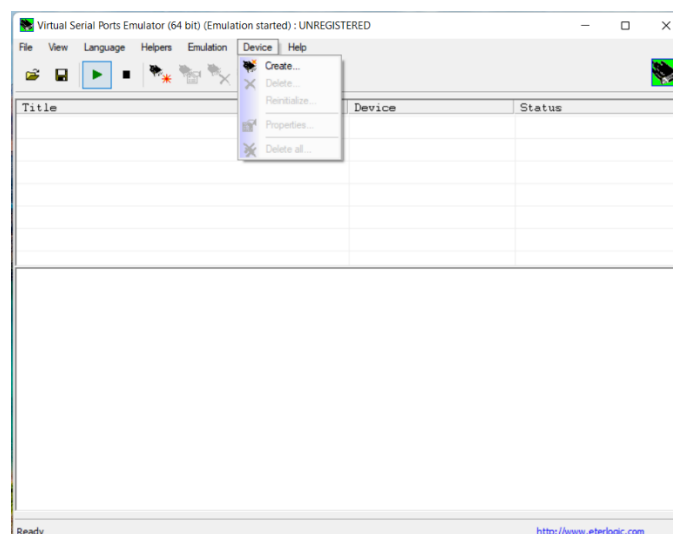 Virtual Serial Ports Emulator (64 bit) (Emulation started) : UNREGISTERED
File View Language Helpers Emulation Device Help
Create...
Delete...
Reinitialize...
Properties...
Delete all...
Title Device Status
Ready
http://www.eterlogic.com